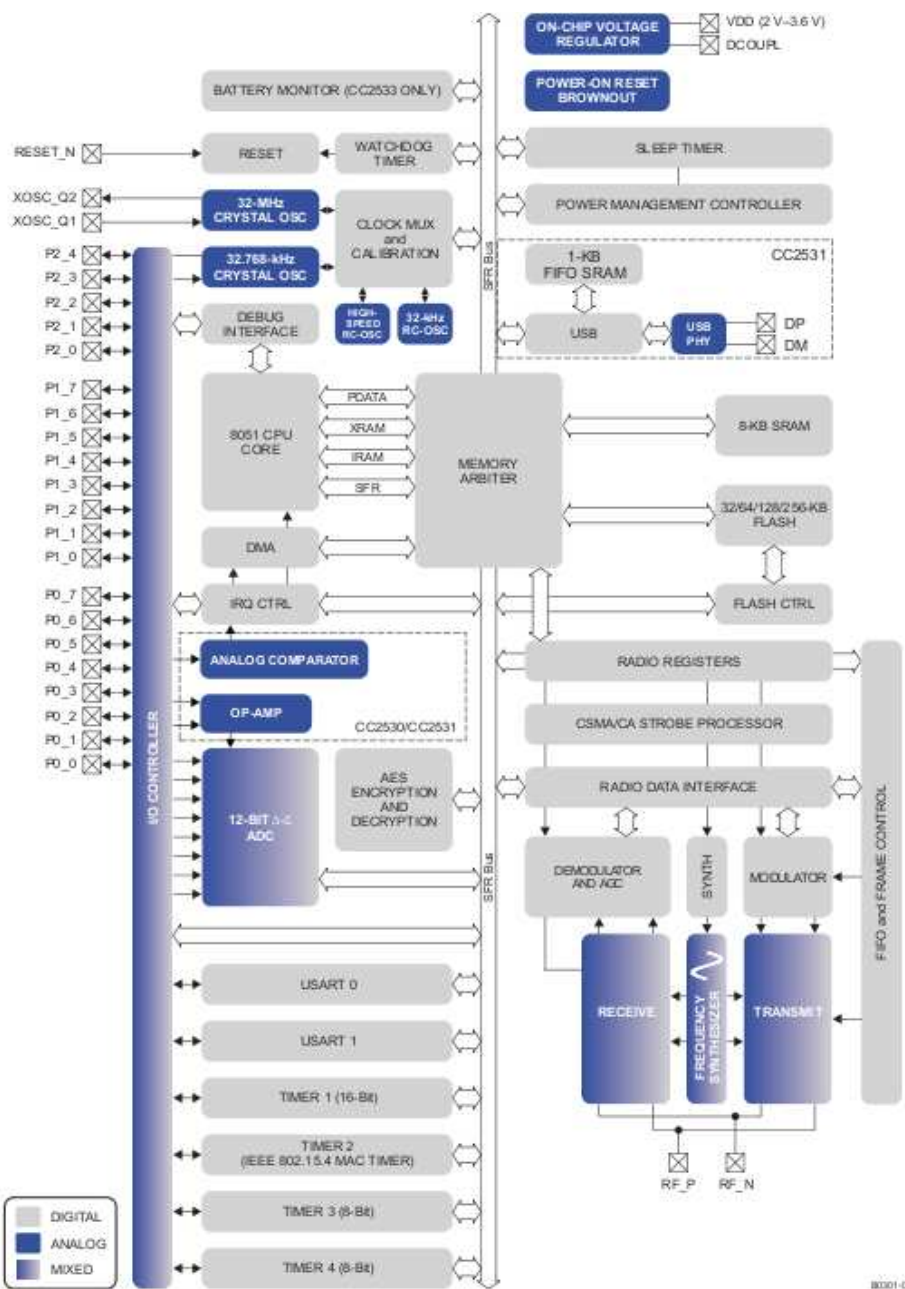 ON-CHIP VOLTAGE
REGULATOR
VDD (2 V–3.6 V)
DCOUPL
BATTERY MONITOR (CC2533 ONLY)
POWER-ON RESET
BROWNOUT
RESET_N
RESET
WATCHDOG
TIMER
SLEEP TIMER
XOSC_Q2
XOSC_Q1
32-MHz
CRYSTAL OSC
CLOCK MUX
and
CALIBRATION
POWER MANAGEMENT CONTROLLER
P2_4
P2_3
P2_2
P2_1
P2_0
32.768-kHz
CRYSTAL OSC
SFR Bus
1-KB
FIFO SRAM
CC2531
DEBUG
INTERFACE
HIGH-
SPEED
RC-OSC
32-kHz
RC-OSC
USB
USB
PHY
DP
DM
P1_7
P1_6
P1_5
P1_4
P1_3
P1_2
P1_1
P1_0
8051 CPU
CORE
PDATA
XRAM
IRAM
SFR
MEMORY
ARBITER
8-KB SRAM
32/64/128/256-KB
FLASH
DMA
P0_7
P0_6
P0_5
P0_4
P0_3
P0_2
P0_1
P0_0
IRQ CTRL
FLASH CTRL
ANALOG COMPARATOR
OP-AMP
CC2530/CC2531
RADIO REGISTERS
CSMA/CA STROBE PROCESSOR
RADIO DATA INTERFACE
I/O CONTROLLER
12-BIT Δ-Σ
ADC
AES
ENCRYPTION
AND
DECRYPTION
SFR Bus
DEMODULATOR
AND AGC
SYNTH
MODULATOR
FIFO and FRAME CONTROL
RECEIVE
FREQUENCY
SYNTHESIZER
TRANSMIT
USART 0
USART 1
TIMER 1 (16-Bit)
TIMER 2
(IEEE 802.15.4 MAC TIMER)
TIMER 3 (8-Bit)
TIMER 4 (8-Bit)
RF_P
RF_N
DIGITAL
ANALOG
MIXED